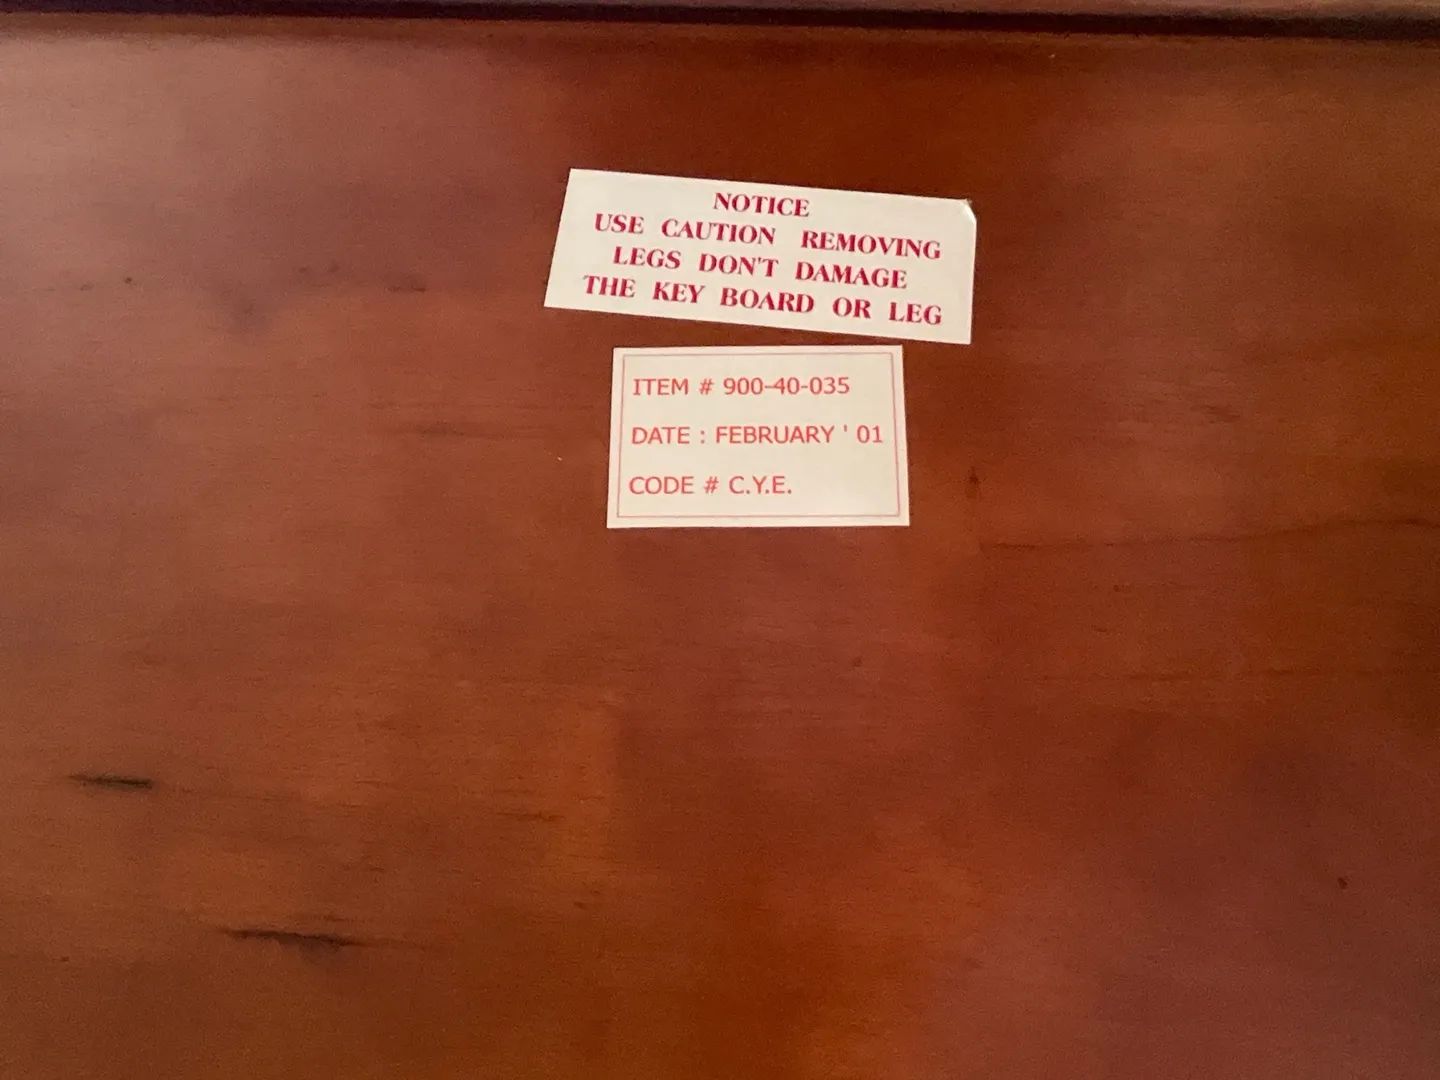 NOTICE
USE CAUTION REMOVING
LEGS DON'T DAMAGE
THE KEY BOARD OR LEG
ITEM # 900-40-035
DATE : FEBRUARY ' 01
CODE # C.Y.E.